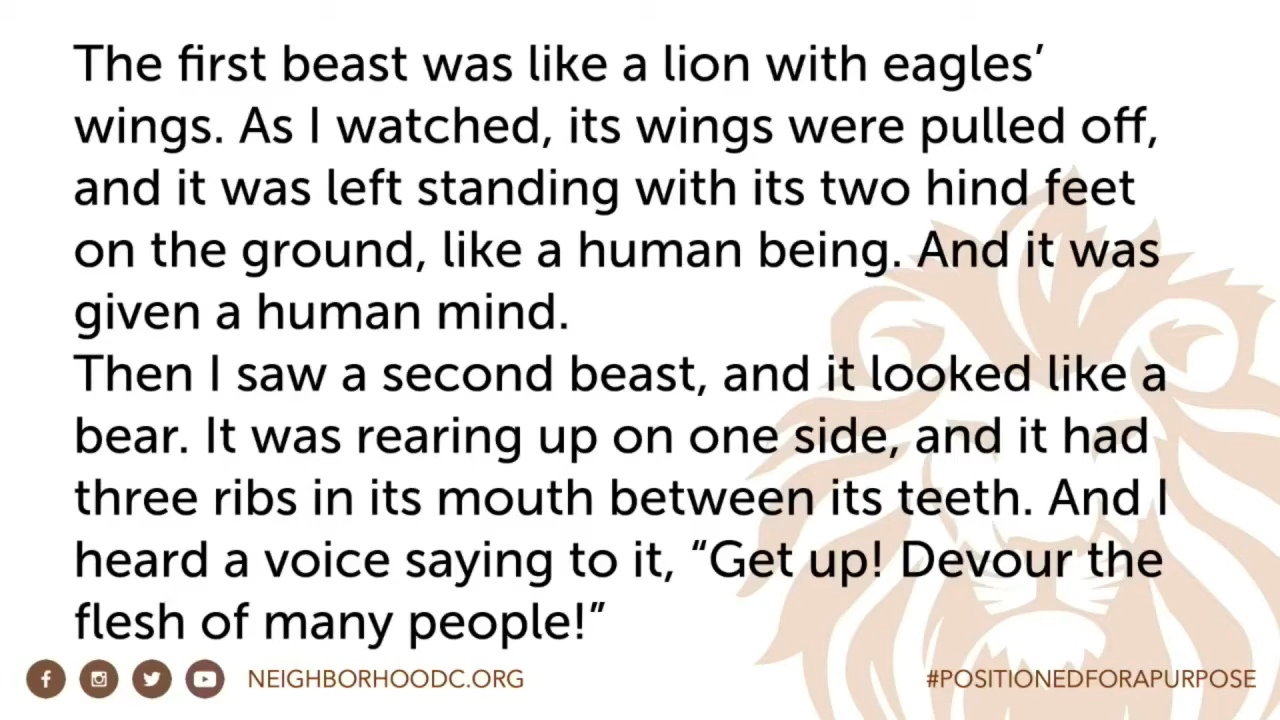 The first beast was like a lion with eagles’
wings. As I watched, its wings were pulled off,
and it was left standing with its two hind feet
on the ground, like a human being. And it was
given a human mind.
Then I saw a second beast, and it looked like a
bear. It was rearing up on one side, and it had
three ribs in its mouth between its teeth. And I
heard a voice saying to it, “Get up! Devour the
flesh of many people!”
NEIGHBORHOODC.ORG
#POSITIONEDFORAPURPOSE